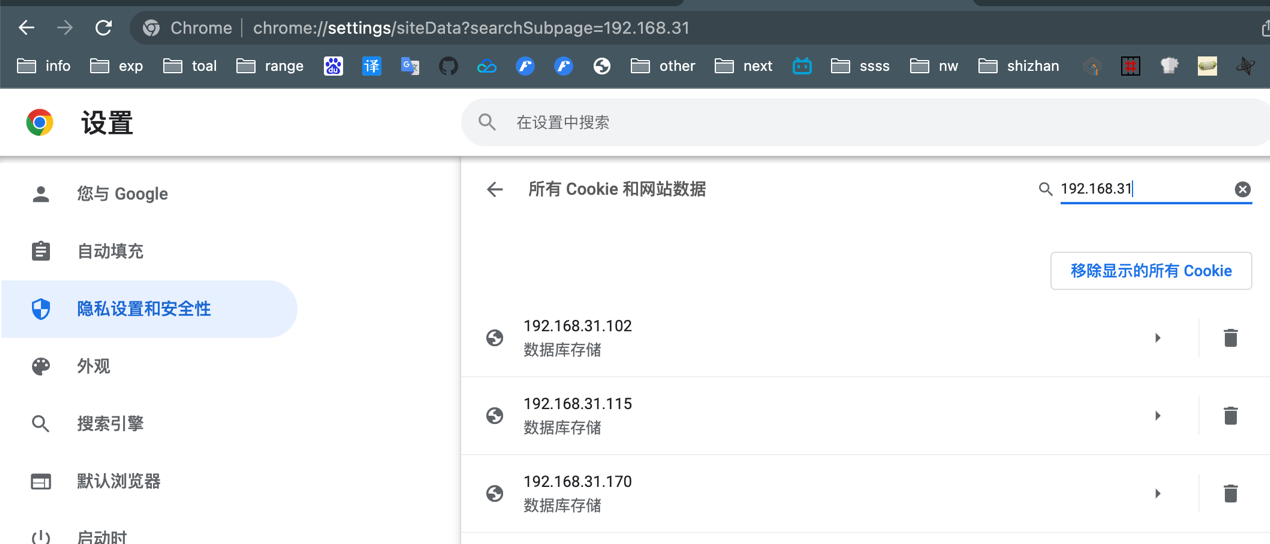 Chrome | chrome://settings/siteData?searchSubpage=192.168.31
info exp toal range 译 other next ssss nw shizhan
设置
在设置中搜索
您与 Google
自动填充
隐私设置和安全性
外观
搜索引擎
默认浏览器
启动时
所有 Cookie 和网站数据
192.168.31
移除显示的所有 Cookie
192.168.31.102
数据库存储
192.168.31.115
数据库存储
192.168.31.170
数据库存储